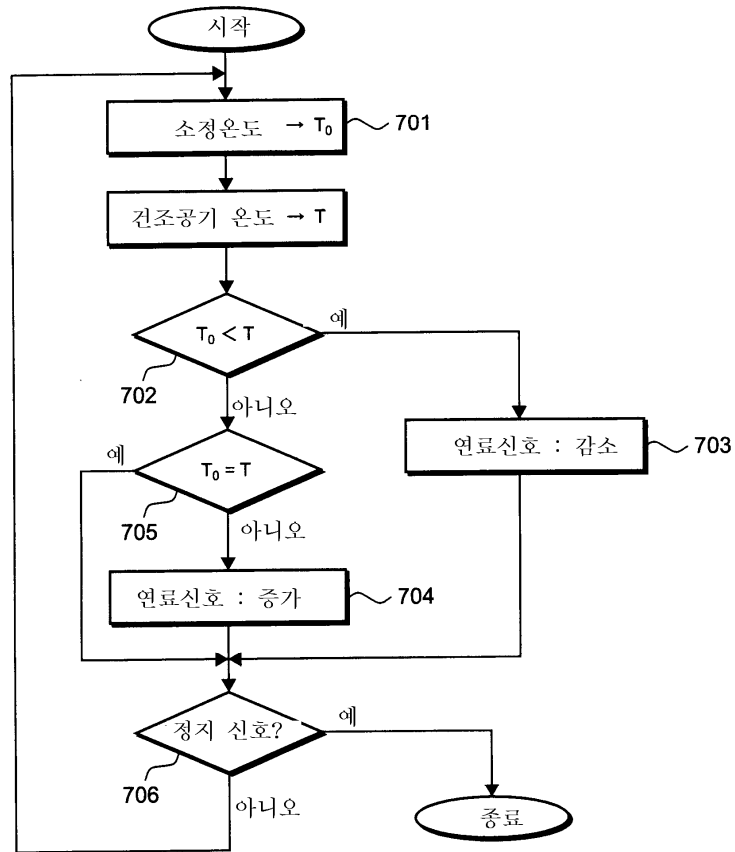 시작
소정온도 → T₀
701
건조공기 온도 → T
T₀ < T
예
702
아니오
연료신호 : 감소
703
예
T₀ = T
705
아니오
연료신호 : 증가
704
정지 신호?
예
706
아니오
종료